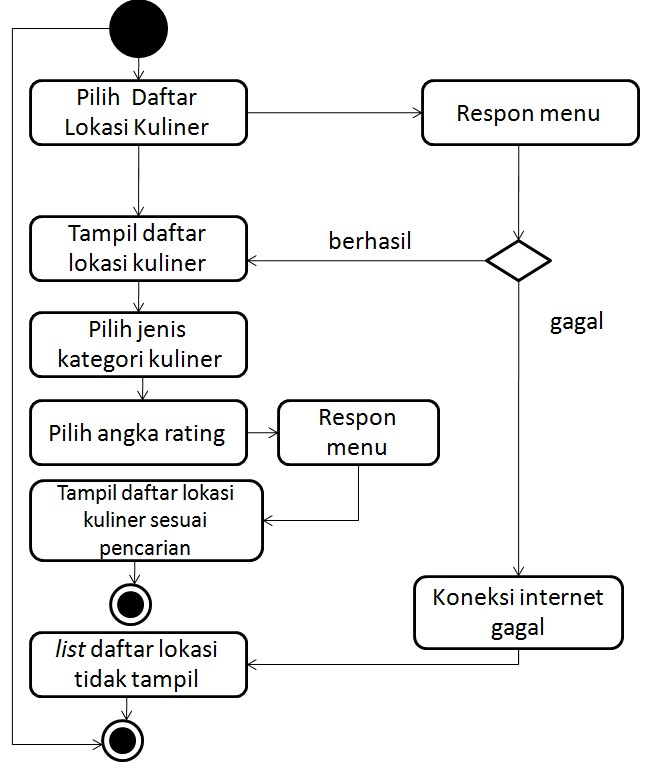 Pilih Daftar
Lokasi Kuliner
Respon menu
Tampil daftar
lokasi kuliner
berhasil
gagal
Pilih jenis
kategori kuliner
Pilih angka rating
Respon
menu
Tampil daftar lokasi
kuliner sesuai
pencarian
Koneksi internet
gagal
list daftar lokasi
tidak tampil